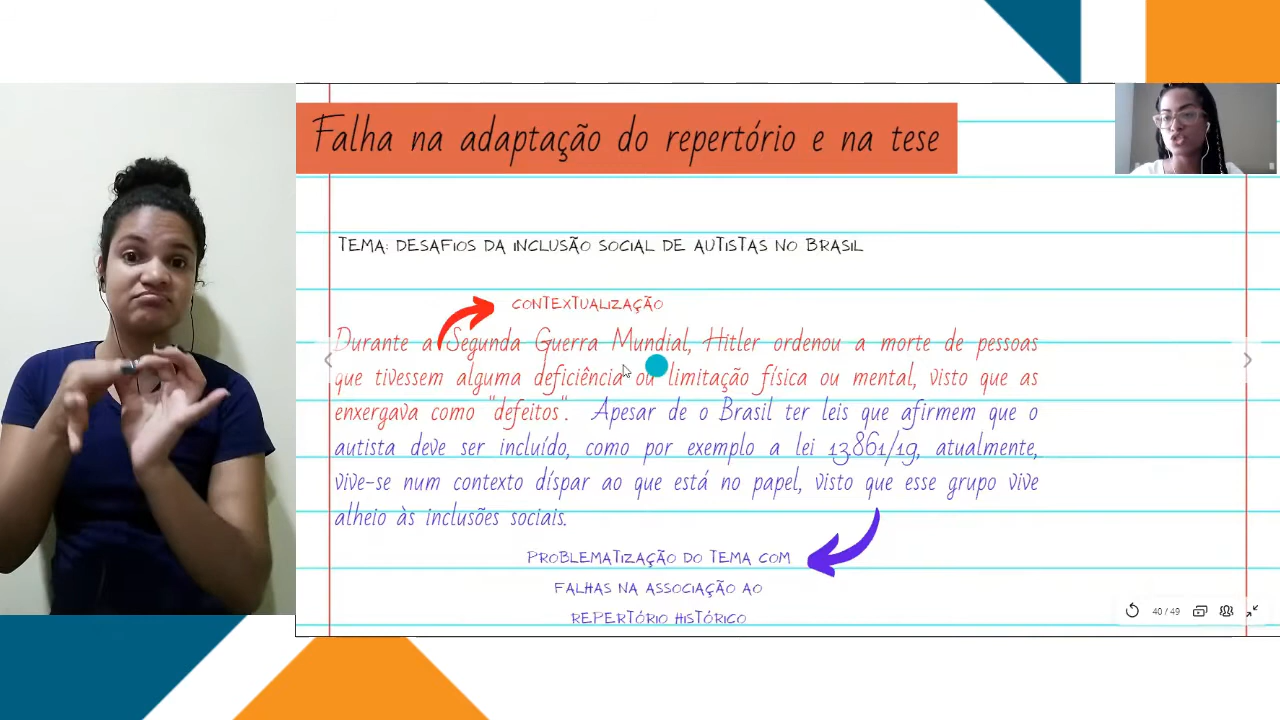 Falha na adaptação do repertório e na tese
TEMA: DESAFIOS DA INCLUSÃO SOCIAL DE AUTISTAS NO BRASIL
CONTEXTUALIZAÇÃO
Durante a Segunda Guerra Mundial, Hitler ordenou a morte de pessoas
que tivessem alguma deficiência ou limitação física ou mental, visto que as
enxergava como "defeitos". Apesar de o Brasil ter leis que afirmem que o
autista deve ser incluído, como por exemplo a lei 13.861/19, atualmente,
vive-se num contexto díspar ao que está no papel, visto que esse grupo vive
alheio às inclusões sociais.
PROBLEMATIZAÇÃO DO TEMA COM
FALHAS NA ASSOCIAÇÃO AO
REPERTÓRIO HISTÓRICO
40 / 49